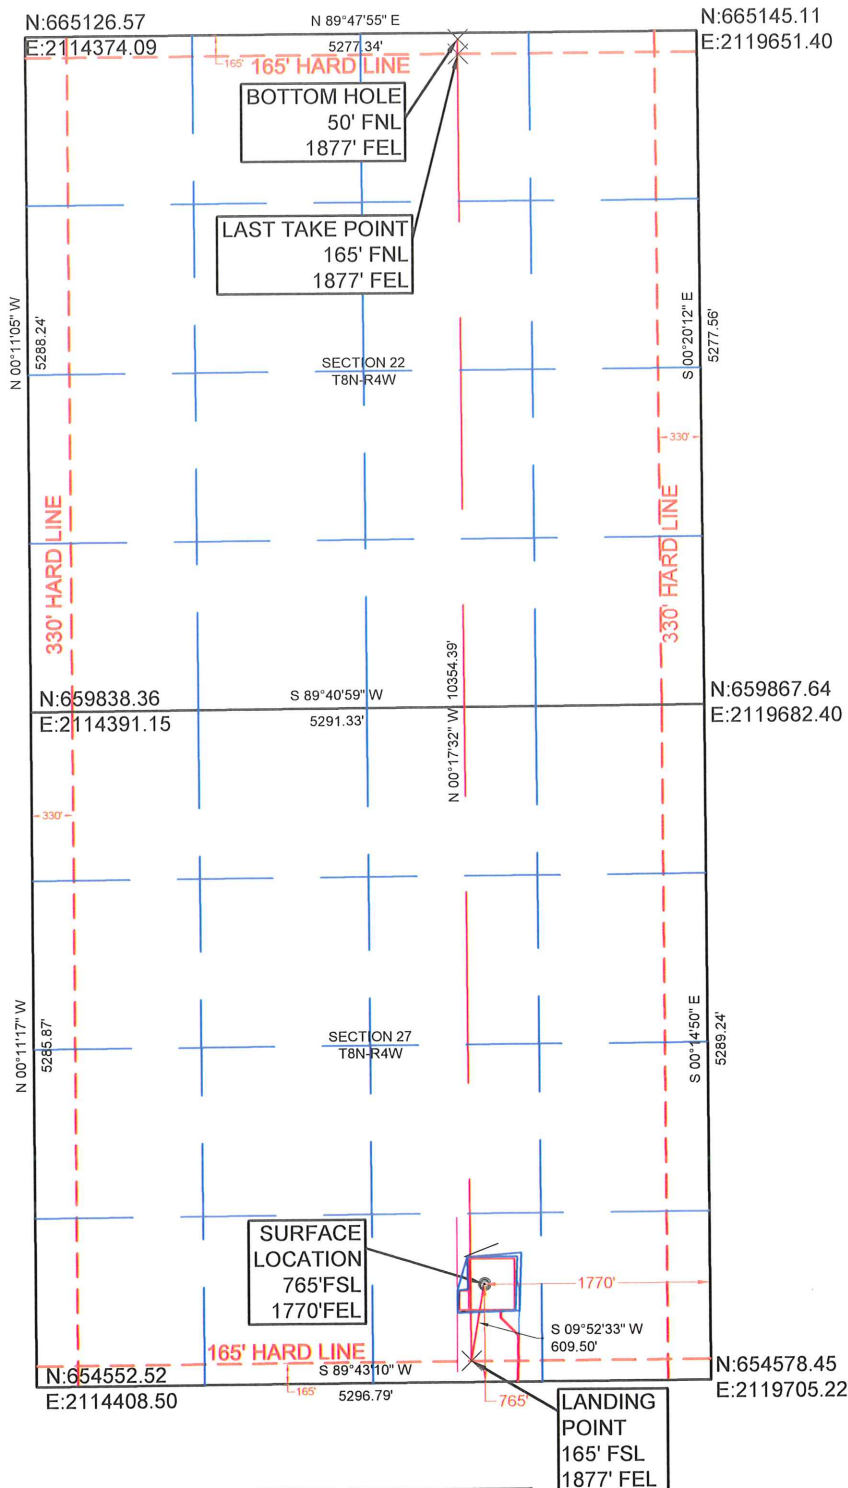 N:665126.57
E:2114374.09
N 89°47'55" E
5277.34'
N:665145.11
E:2119651.40
165'
165' HARD LINE
BOTTOM HOLE
50' FNL
1877' FEL
LAST TAKE POINT
165' FNL
1877' FEL
N 00°11'05" W
5288.24'
SECTION 22
T8N-R4W
S 00°20'12" E
5277.56'
330'
330' HARD LINE
330' HARD LINE
N:659838.36
E:2114391.15
S 89°40'59" W
5291.33'
N 00°17'32" W 10354.39'
N:659867.64
E:2119682.40
330'
N 00°11'17" W
5285.87'
SECTION 27
T8N-R4W
S 00°14'50" E
5289.24'
SURFACE
LOCATION
765'FSL
1770'FEL
1770'
S 09°52'33" W
609.50'
165' HARD LINE
N:654552.52
E:2114408.50
S 89°43'10" W
5296.79'
165'
765'
N:654578.45
E:2119705.22
LANDING
POINT
165' FSL
1877' FEL